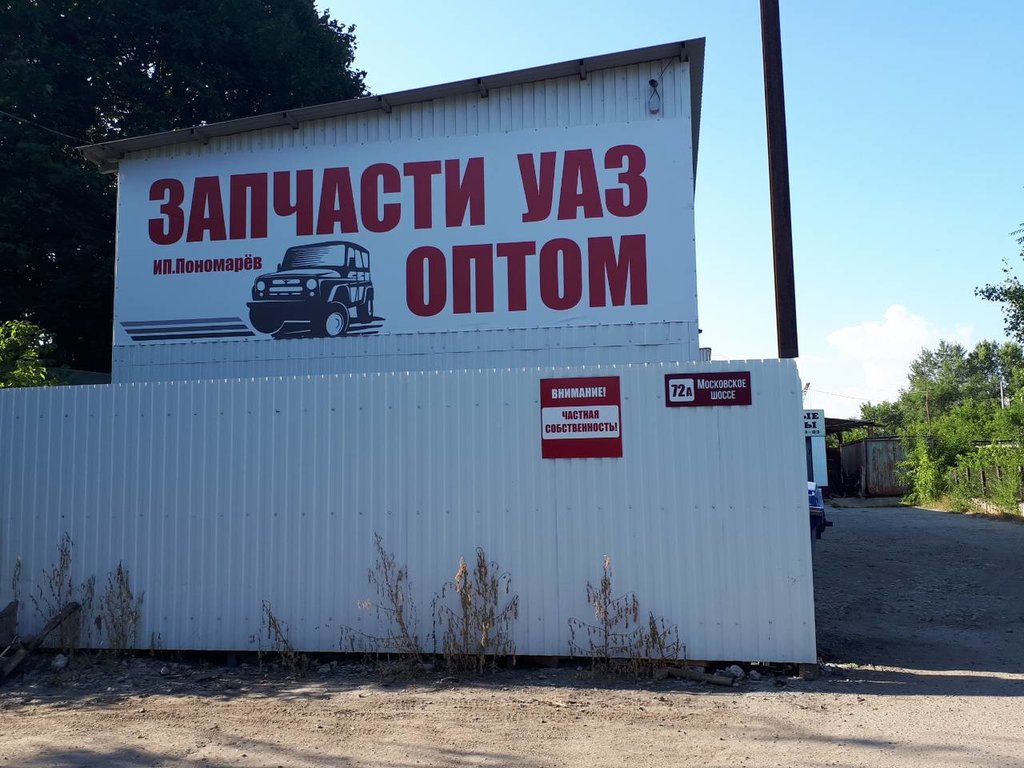 ЗАПЧАСТИ УАЗ
ИП.Пономарёв
ОПТОМ
ВНИМАНИЕ!
ЧАСТНАЯ
СОБСТВЕННОСТЬ!
72А МОСКОВСКОЕ
ШОССЕ